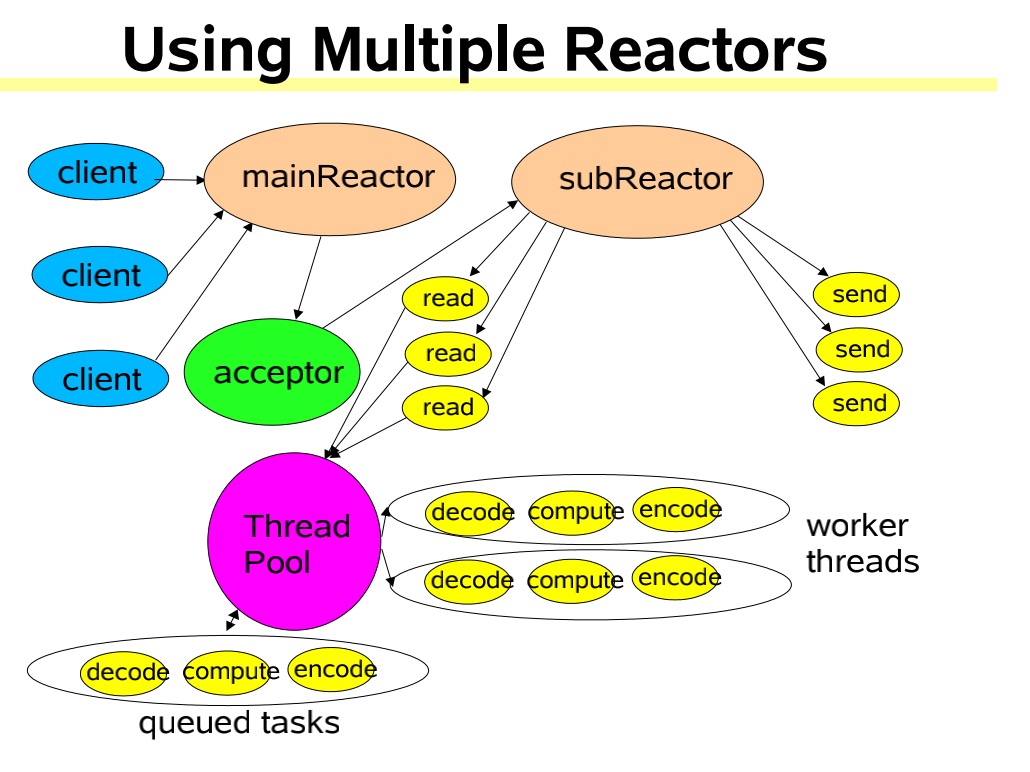 Using Multiple Reactors
client
mainReactor
subReactor
client
read
send
client
acceptor
read
send
read
send
Thread
Pool
decode compute encode
worker
threads
decode compute encode
decode compute encode
queued tasks